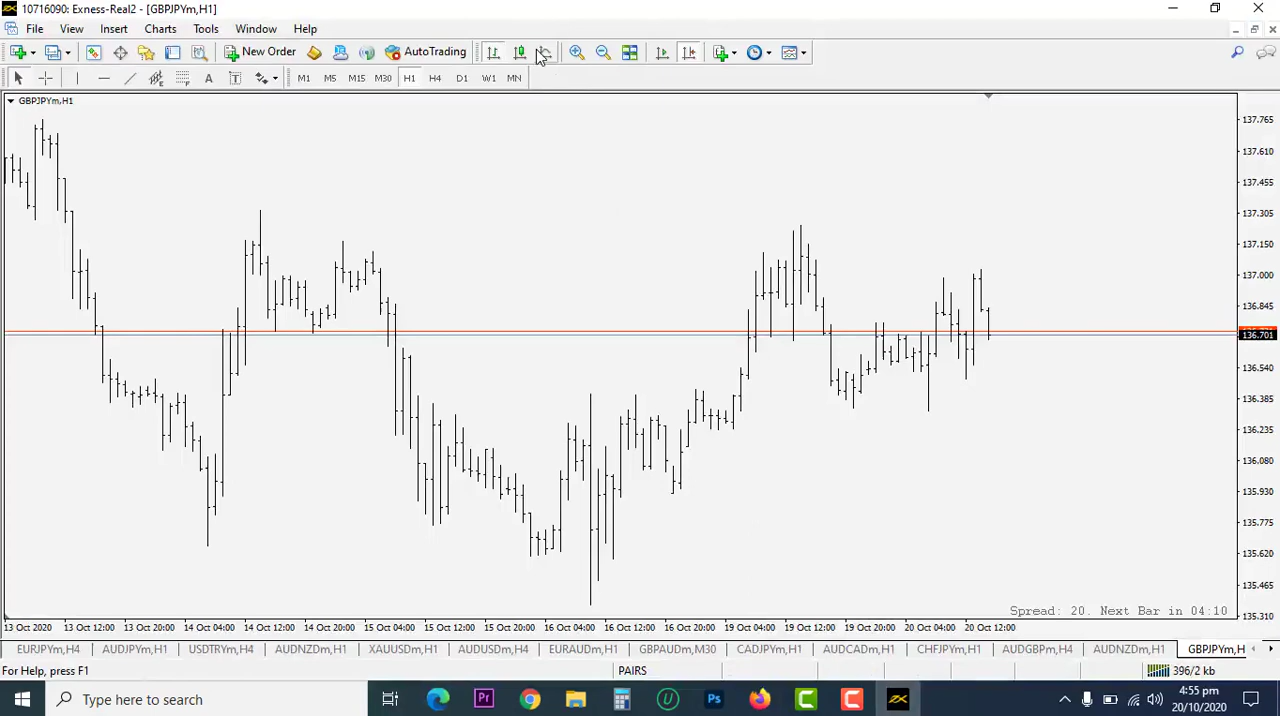 10716090: Exness-Real2 - [GBPJPYm,H1]
File View Insert Charts Tools Window Help
New Order AutoTrading
A T M1 M5 M15 M30 H1 H4 D1 W1 MN
GBPJPYm,H1
137.765
137.610
137.455
137.305
137.150
137.000
136.845
136.701
136.540
136.385
136.235
136.080
135.930
135.775
135.620
135.465
135.310
Spread: 20. Next Bar in 04:10
13 Oct 2020 13 Oct 12:00 13 Oct 20:00 14 Oct 04:00 14 Oct 12:00 14 Oct 20:00 15 Oct 04:00 15 Oct 12:00 15 Oct 20:00 16 Oct 04:00 16 Oct 12:00 16 Oct 20:00 19 Oct 04:00 19 Oct 12:00 19 Oct 20:00 20 Oct 04:00 20 Oct 12:00
EURJPYm,H4 AUDJPYm,H1 USDTRYm,H4 AUDNZDm,H1 XAUUSDm,H1 AUDUSDm,H4 EURAUDm,H1 GBPAUDm,M30 CADJPYm,H1 AUDCADm,H1 CHFJPYm,H1 AUDGBPm,H4 AUDNZDm,H1 GBPJPYm,H
For Help, press F1 PAIRS 396/2 kb
Type here to search Pr U Ps 4:55 pm
20/10/2020